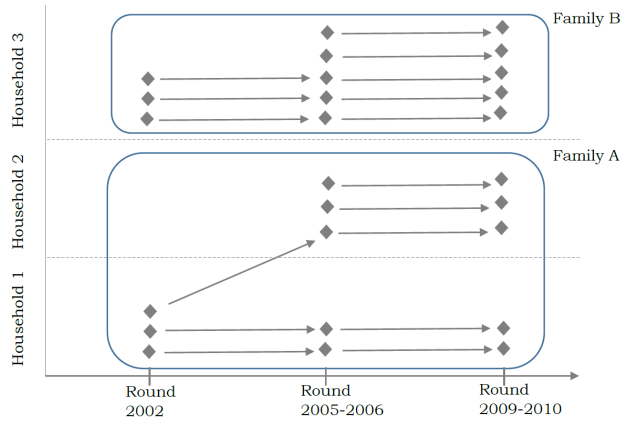 Family B
Household 3
Family A
Household 2
Household 1
Round
2002
Round
2005-2006
Round
2009-2010